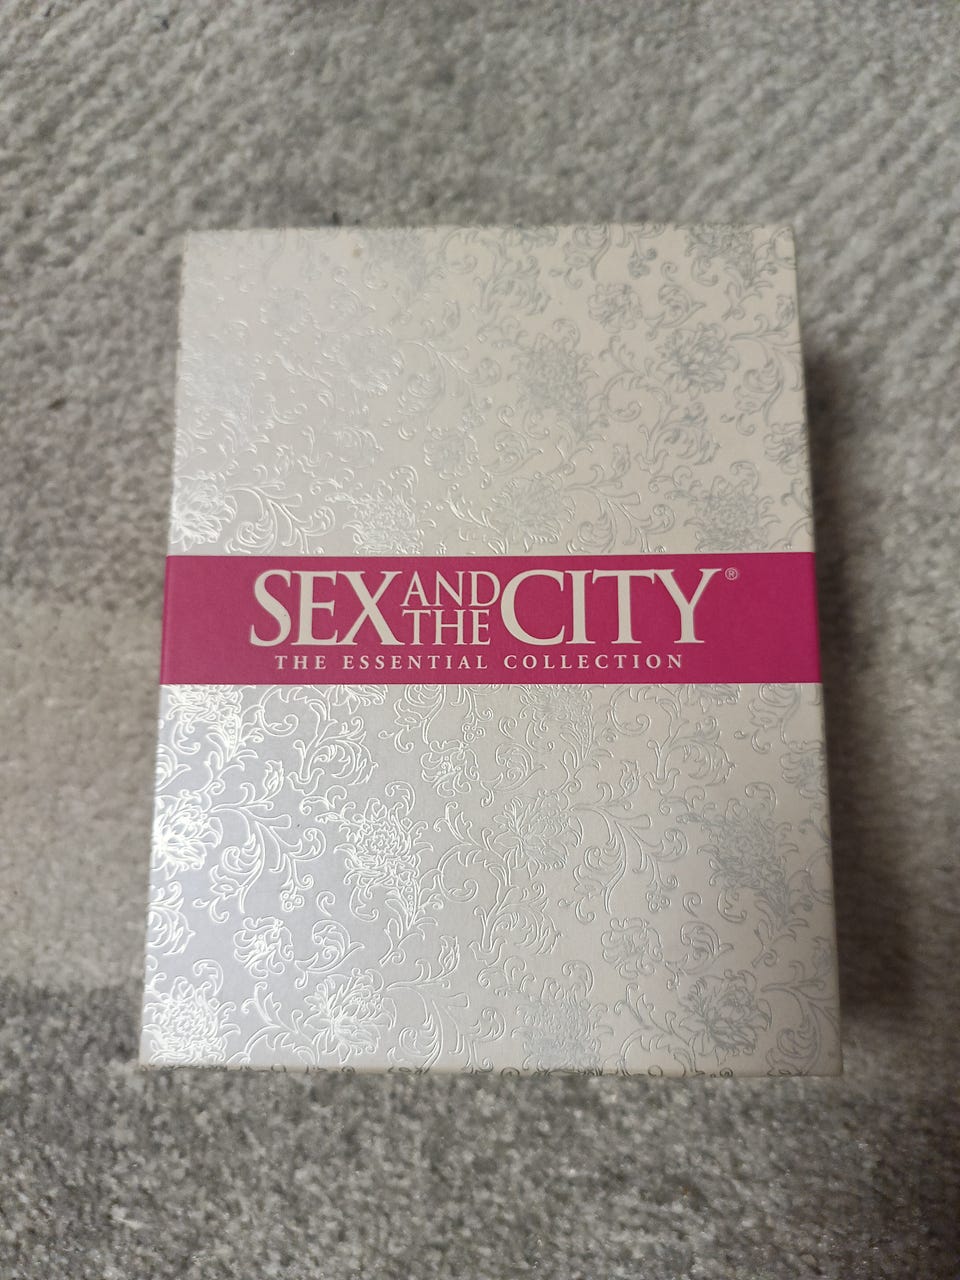 SEX AND THE CITY®
THE ESSENTIAL COLLECTION